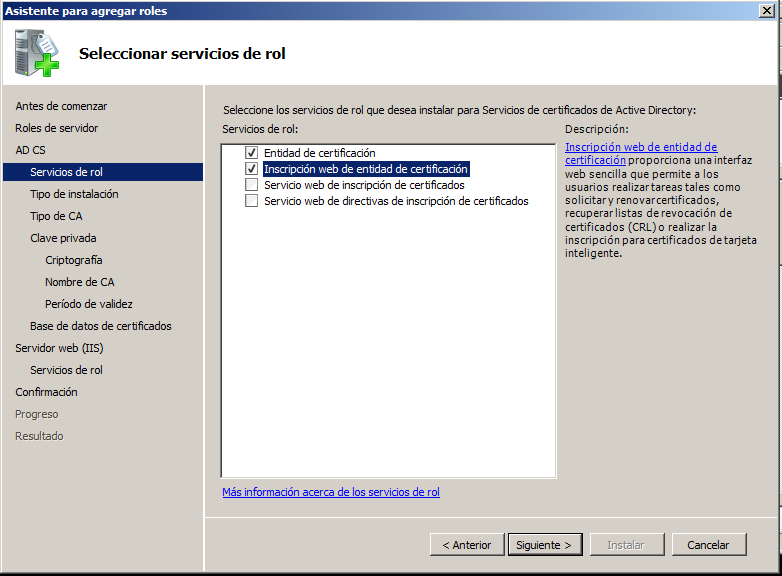 Asistente para agregar roles
Seleccionar servicios de rol
Antes de comenzar
Roles de servidor
AD CS
Servicios de rol
Tipo de instalación
Tipo de CA
Clave privada
Criptografía
Nombre de CA
Período de validez
Base de datos de certificados
Servidor web (IIS)
Servicios de rol
Confirmación
Progreso
Resultado
Seleccione los servicios de rol que desea instalar para Servicios de certificados de Active Directory:
Servicios de rol:
Entidad de certificación
Inscripción web de entidad de certificación
Servicio web de inscripción de certificados
Servicio web de directivas de inscripción de certificados
Más información acerca de los servicios de rol
Descripción:
Inscripción web de entidad de
certificación proporciona una interfaz
web sencilla que permite a los
usuarios realizar tareas tales como
solicitar y renovar certificados,
recuperar listas de revocación de
certificados (CRL) o realizar la
inscripción para certificados de tarjeta
inteligente.
< Anterior
Siguiente >
Instalar
Cancelar